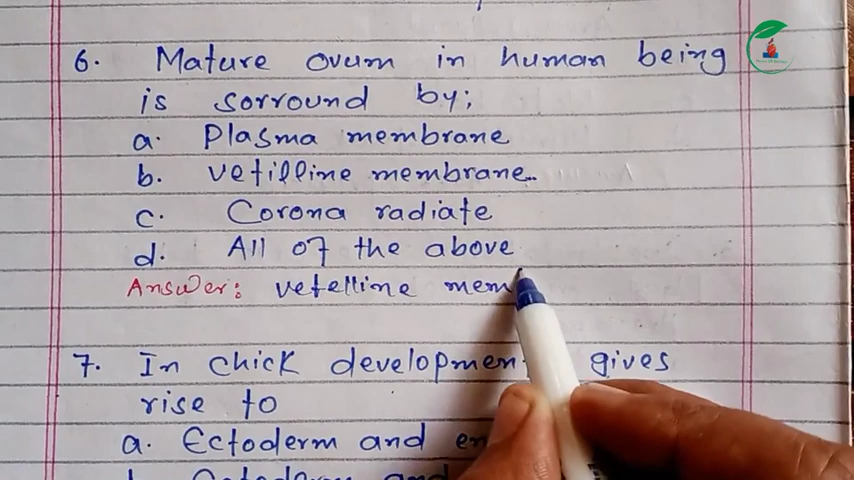 6. Mature ovum in human being
is sorround by;
a. Plasma membrane
b. vetilline membrane..
c. Corona radiate
d. All of the above
Answer: vetelline mem
7. In chick developmen gives
rise to
a. Ectoderm and en